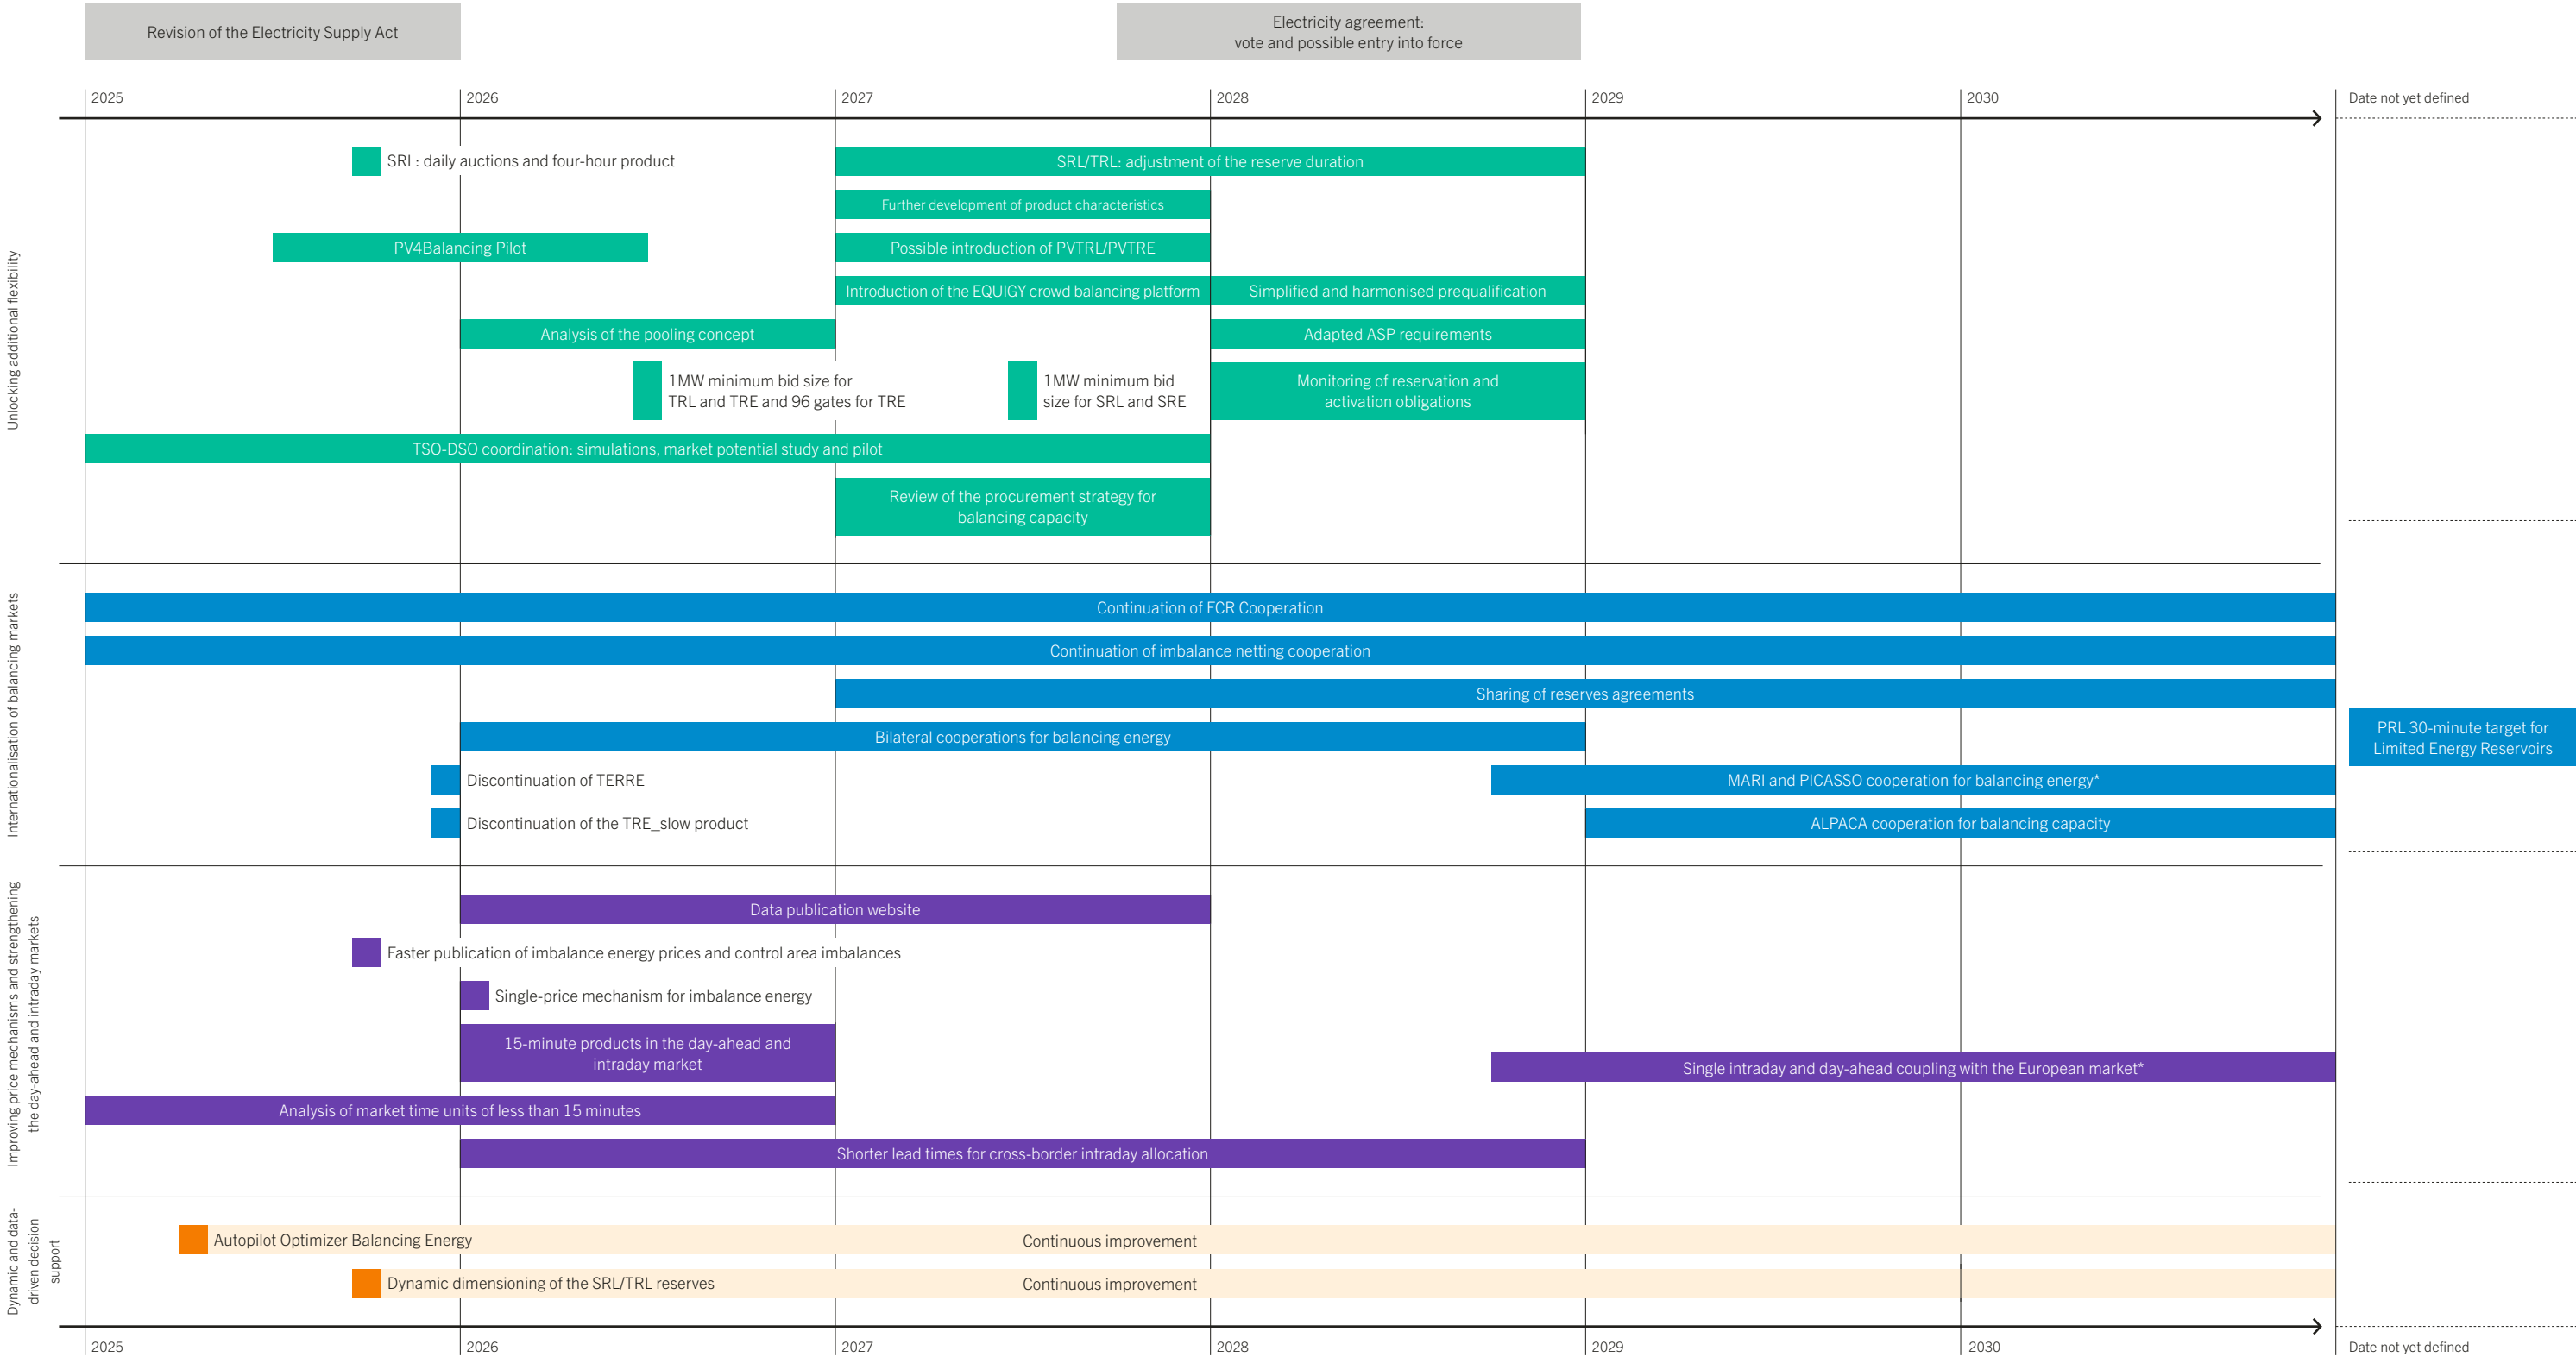 Revision of the Electricity Supply Act
Electricity agreement:
vote and possible entry into force
2025
2026
2027
2028
2029
2030
Date not yet defined
Unlocking additional flexibility
SRL: daily auctions and four-hour product
SRL/TRL: adjustment of the reserve duration
Further development of product characteristics
PV4Balancing Pilot
Possible introduction of PVTRL/PVTRE
Introduction of the EQUIGY crowd balancing platform
Simplified and harmonised prequalification
Analysis of the pooling concept
Adapted ASP requirements
1MW minimum bid size for
TRL and TRE and 96 gates for TRE
1MW minimum bid
size for SRL and SRE
Monitoring of reservation and
activation obligations
TSO-DSO coordination: simulations, market potential study and pilot
Review of the procurement strategy for
balancing capacity
Internationalisation of balancing markets
Continuation of FCR Cooperation
Continuation of imbalance netting cooperation
Sharing of reserves agreements
Bilateral cooperations for balancing energy
PRL 30-minute target for
Limited Energy Reservoirs
Discontinuation of TERRE
MARI and PICASSO cooperation for balancing energy*
Discontinuation of the TRE_slow product
ALPACA cooperation for balancing capacity
Improving price mechanisms and strengthening
the day-ahead and intraday markets
Data publication website
Faster publication of imbalance energy prices and control area imbalances
Single-price mechanism for imbalance energy
15-minute products in the day-ahead and
intraday market
Single intraday and day-ahead coupling with the European market*
Analysis of market time units of less than 15 minutes
Shorter lead times for cross-border intraday allocation
Dynamic and data-
driven decision
support
Autopilot Optimizer Balancing Energy
Continuous improvement
Dynamic dimensioning of the SRL/TRL reserves
Continuous improvement
2025
2026
2027
2028
2029
2030
Date not yet defined